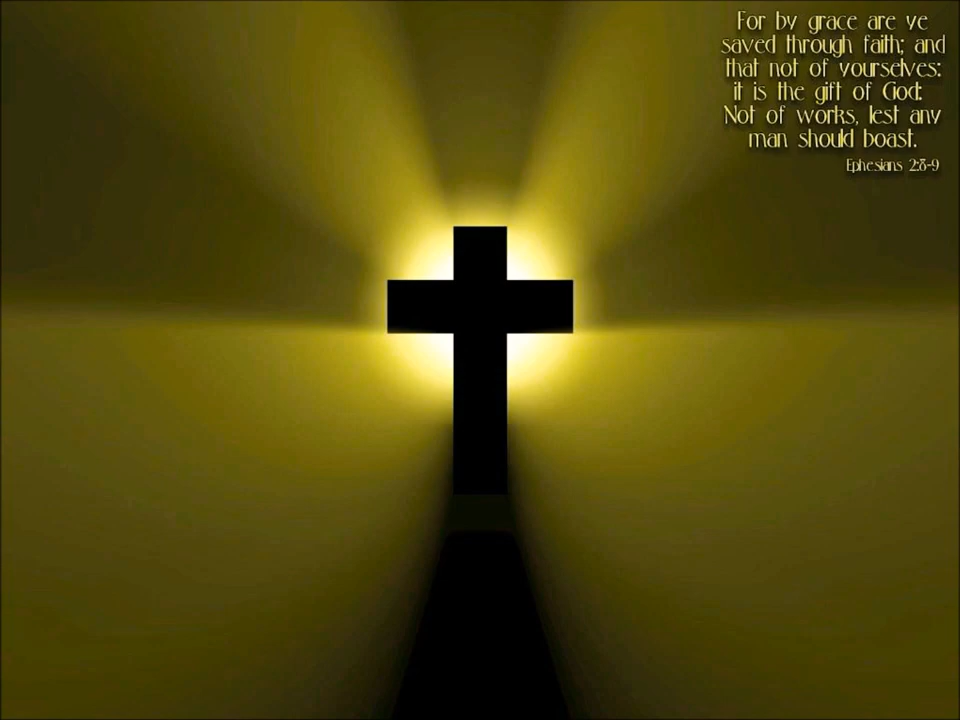 For by grace are ye
saved through faith; and
that not of yourselves:
it is the gift of God:
Not of works, lest any
man should boast.
Ephesians 2:8-9